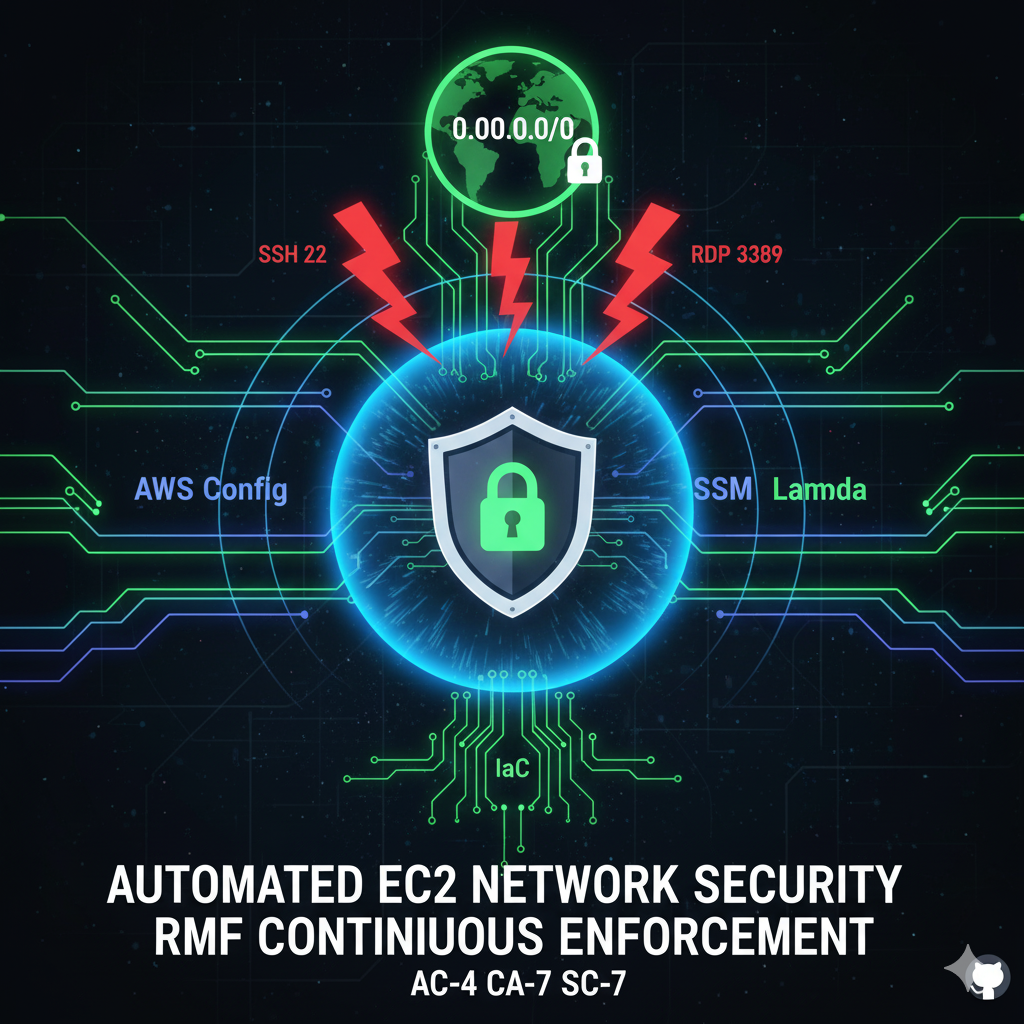 0.00.0.0/0
SSH 22
RDP 3389
AWS Config
SSM Lamda
IaC
AUTOMATED EC2 NETWORK SECURITY
RMF CONTINIUOUS ENFORCEMENT
AC-4 CA-7 SC-7